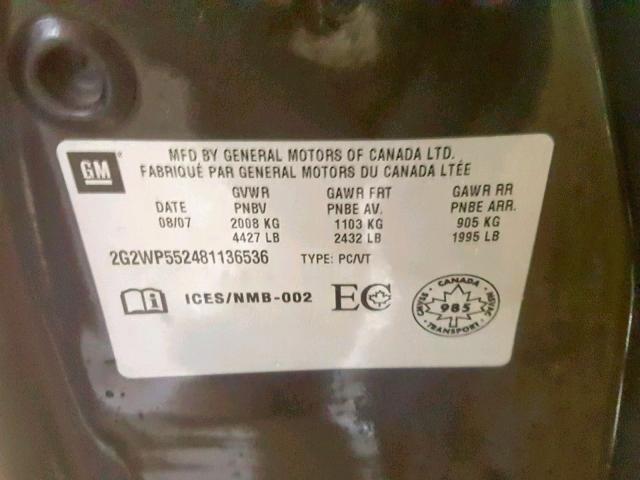 GM
MFD BY GENERAL MOTORS OF CANADA LTD.
FABRIQUÉ PAR GENERAL MOTORS DU CANADA LTÉE
GVWR GAWR FRT GAWR RR
DATE PNBV PNBE AV. PNBE ARR.
08/07 2008 KG 1103 KG 905 KG
4427 LB 2432 LB 1995 LB
2G2WP552481136536 TYPE: PC/VT
i ICES/NMB-002 EC
CANADA
985
TRANSPORT